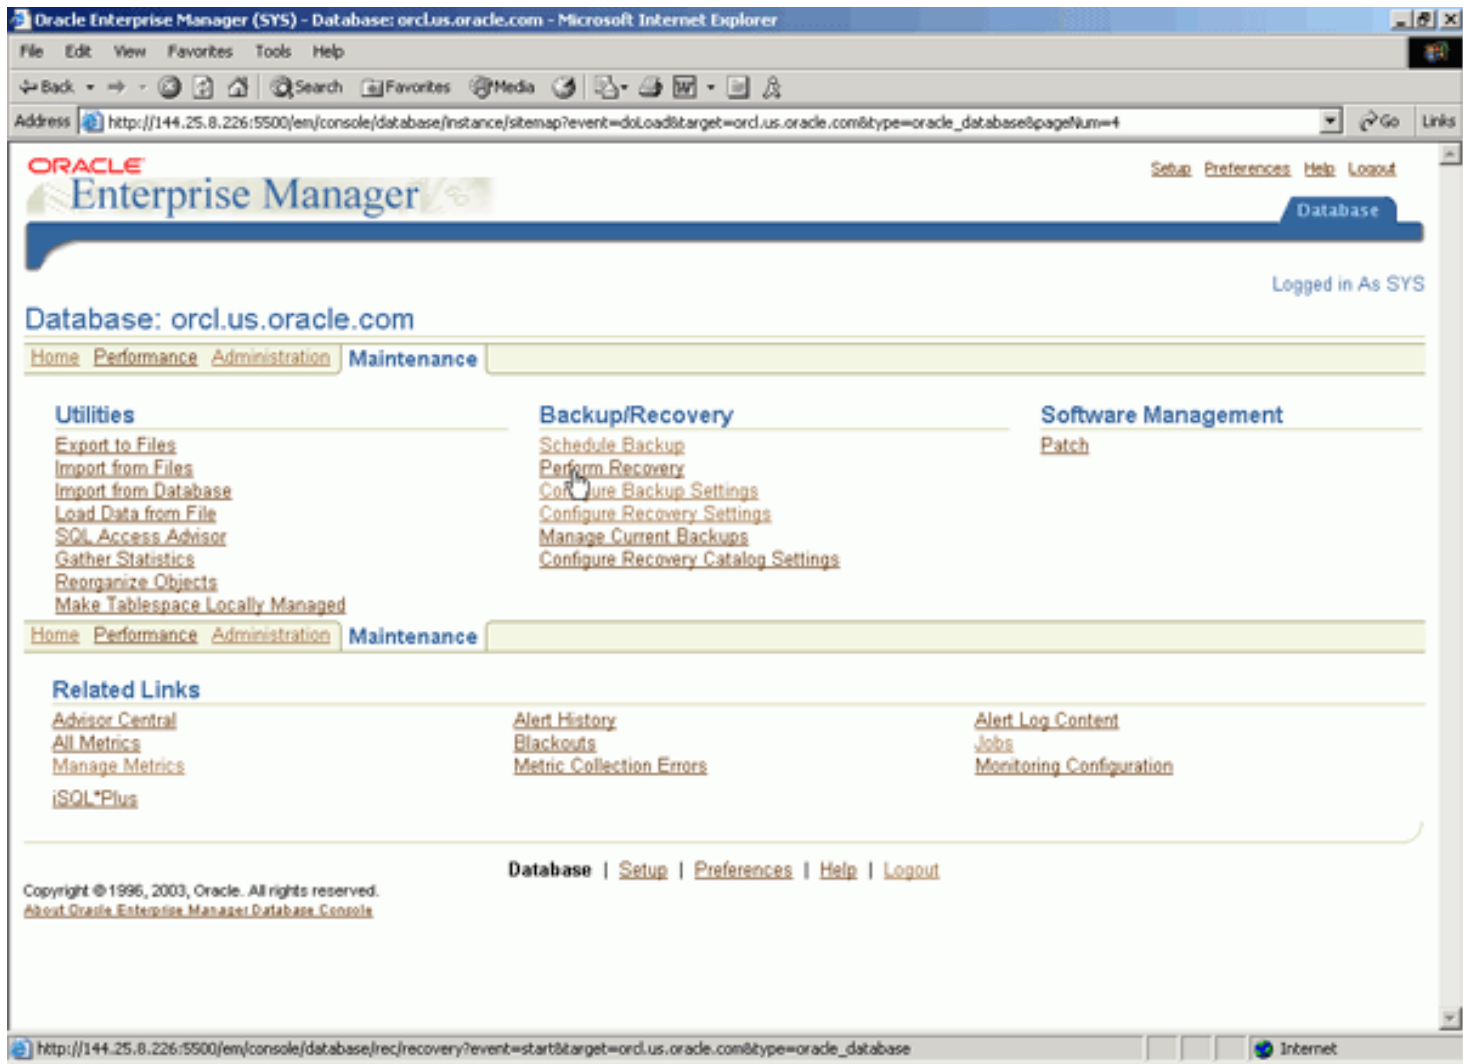 Oracle Enterprise Manager (SYS) - Database: orcl.us.oracle.com - Microsoft Internet Explorer
File Edit View Favorites Tools Help
Back Search Favorites Media
Address http://144.25.8.226:5500/em/console/database/instance/sitemap?event=doLoad&target=orcl.us.oracle.com&type=oracle_database&pageNum=4 Go Links
ORACLE
Enterprise Manager
Setup Preferences Help Logout
Database
Logged in As SYS
Database: orcl.us.oracle.com
Home Performance Administration Maintenance
Utilities
Export to Files
Import from Files
Import from Database
Load Data from File
SQL Access Advisor
Gather Statistics
Reorganize Objects
Make Tablespace Locally Managed
Backup/Recovery
Schedule Backup
Perform Recovery
Configure Backup Settings
Configure Recovery Settings
Manage Current Backups
Configure Recovery Catalog Settings
Software Management
Patch
Home Performance Administration Maintenance
Related Links
Advisor Central
All Metrics
Manage Metrics
iSQL*Plus
Alert History
Blackouts
Metric Collection Errors
Alert Log Content
Jobs
Monitoring Configuration
Database | Setup | Preferences | Help | Logout
Copyright © 1996, 2003, Oracle. All rights reserved.
About Oracle Enterprise Manager Database Console
http://144.25.8.226:5500/em/console/database/rec/recovery?event=start&target=orcl.us.oracle.com&type=oracle_database Internet